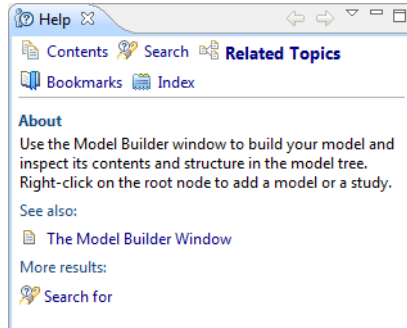 Help
Contents Search Related Topics
Bookmarks Index
About
Use the Model Builder window to build your model and
inspect its contents and structure in the model tree.
Right-click on the root node to add a model or a study.
See also:
The Model Builder Window
More results:
Search for